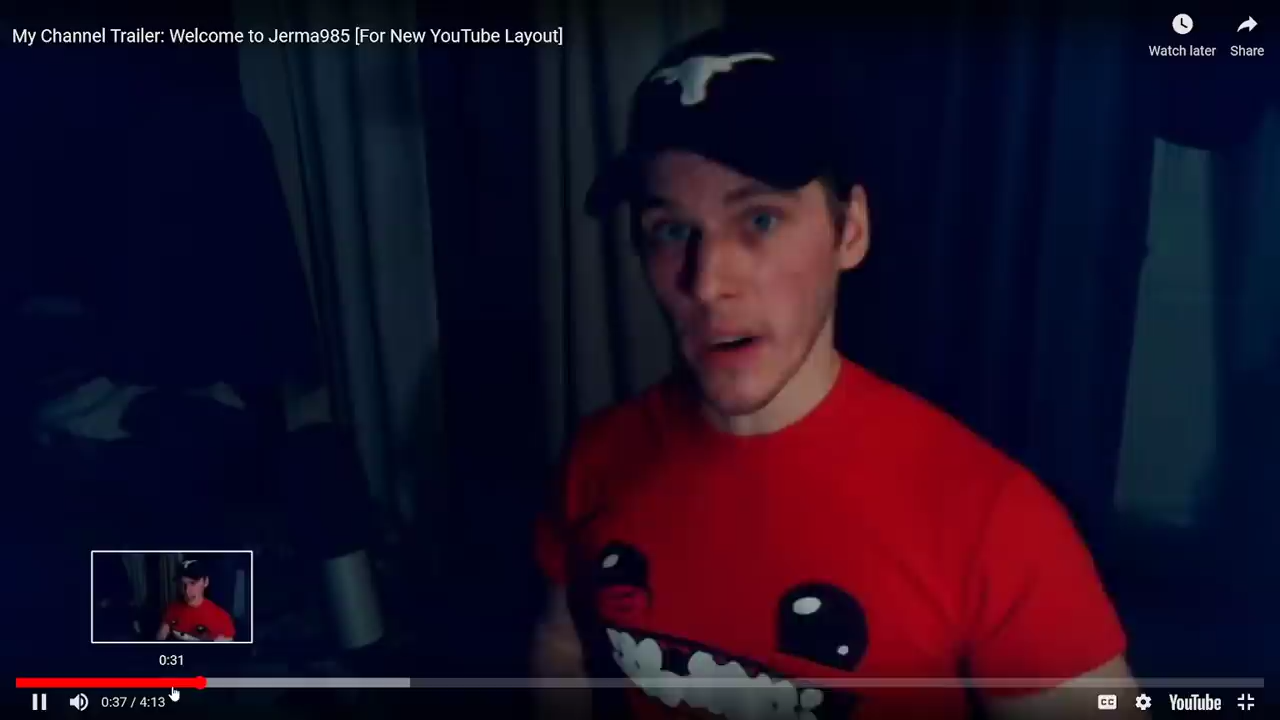 My Channel Trailer: Welcome to Jerma985 [For New YouTube Layout]
Watch later
Share
0:31
0:37 / 4:13
CC
YouTube